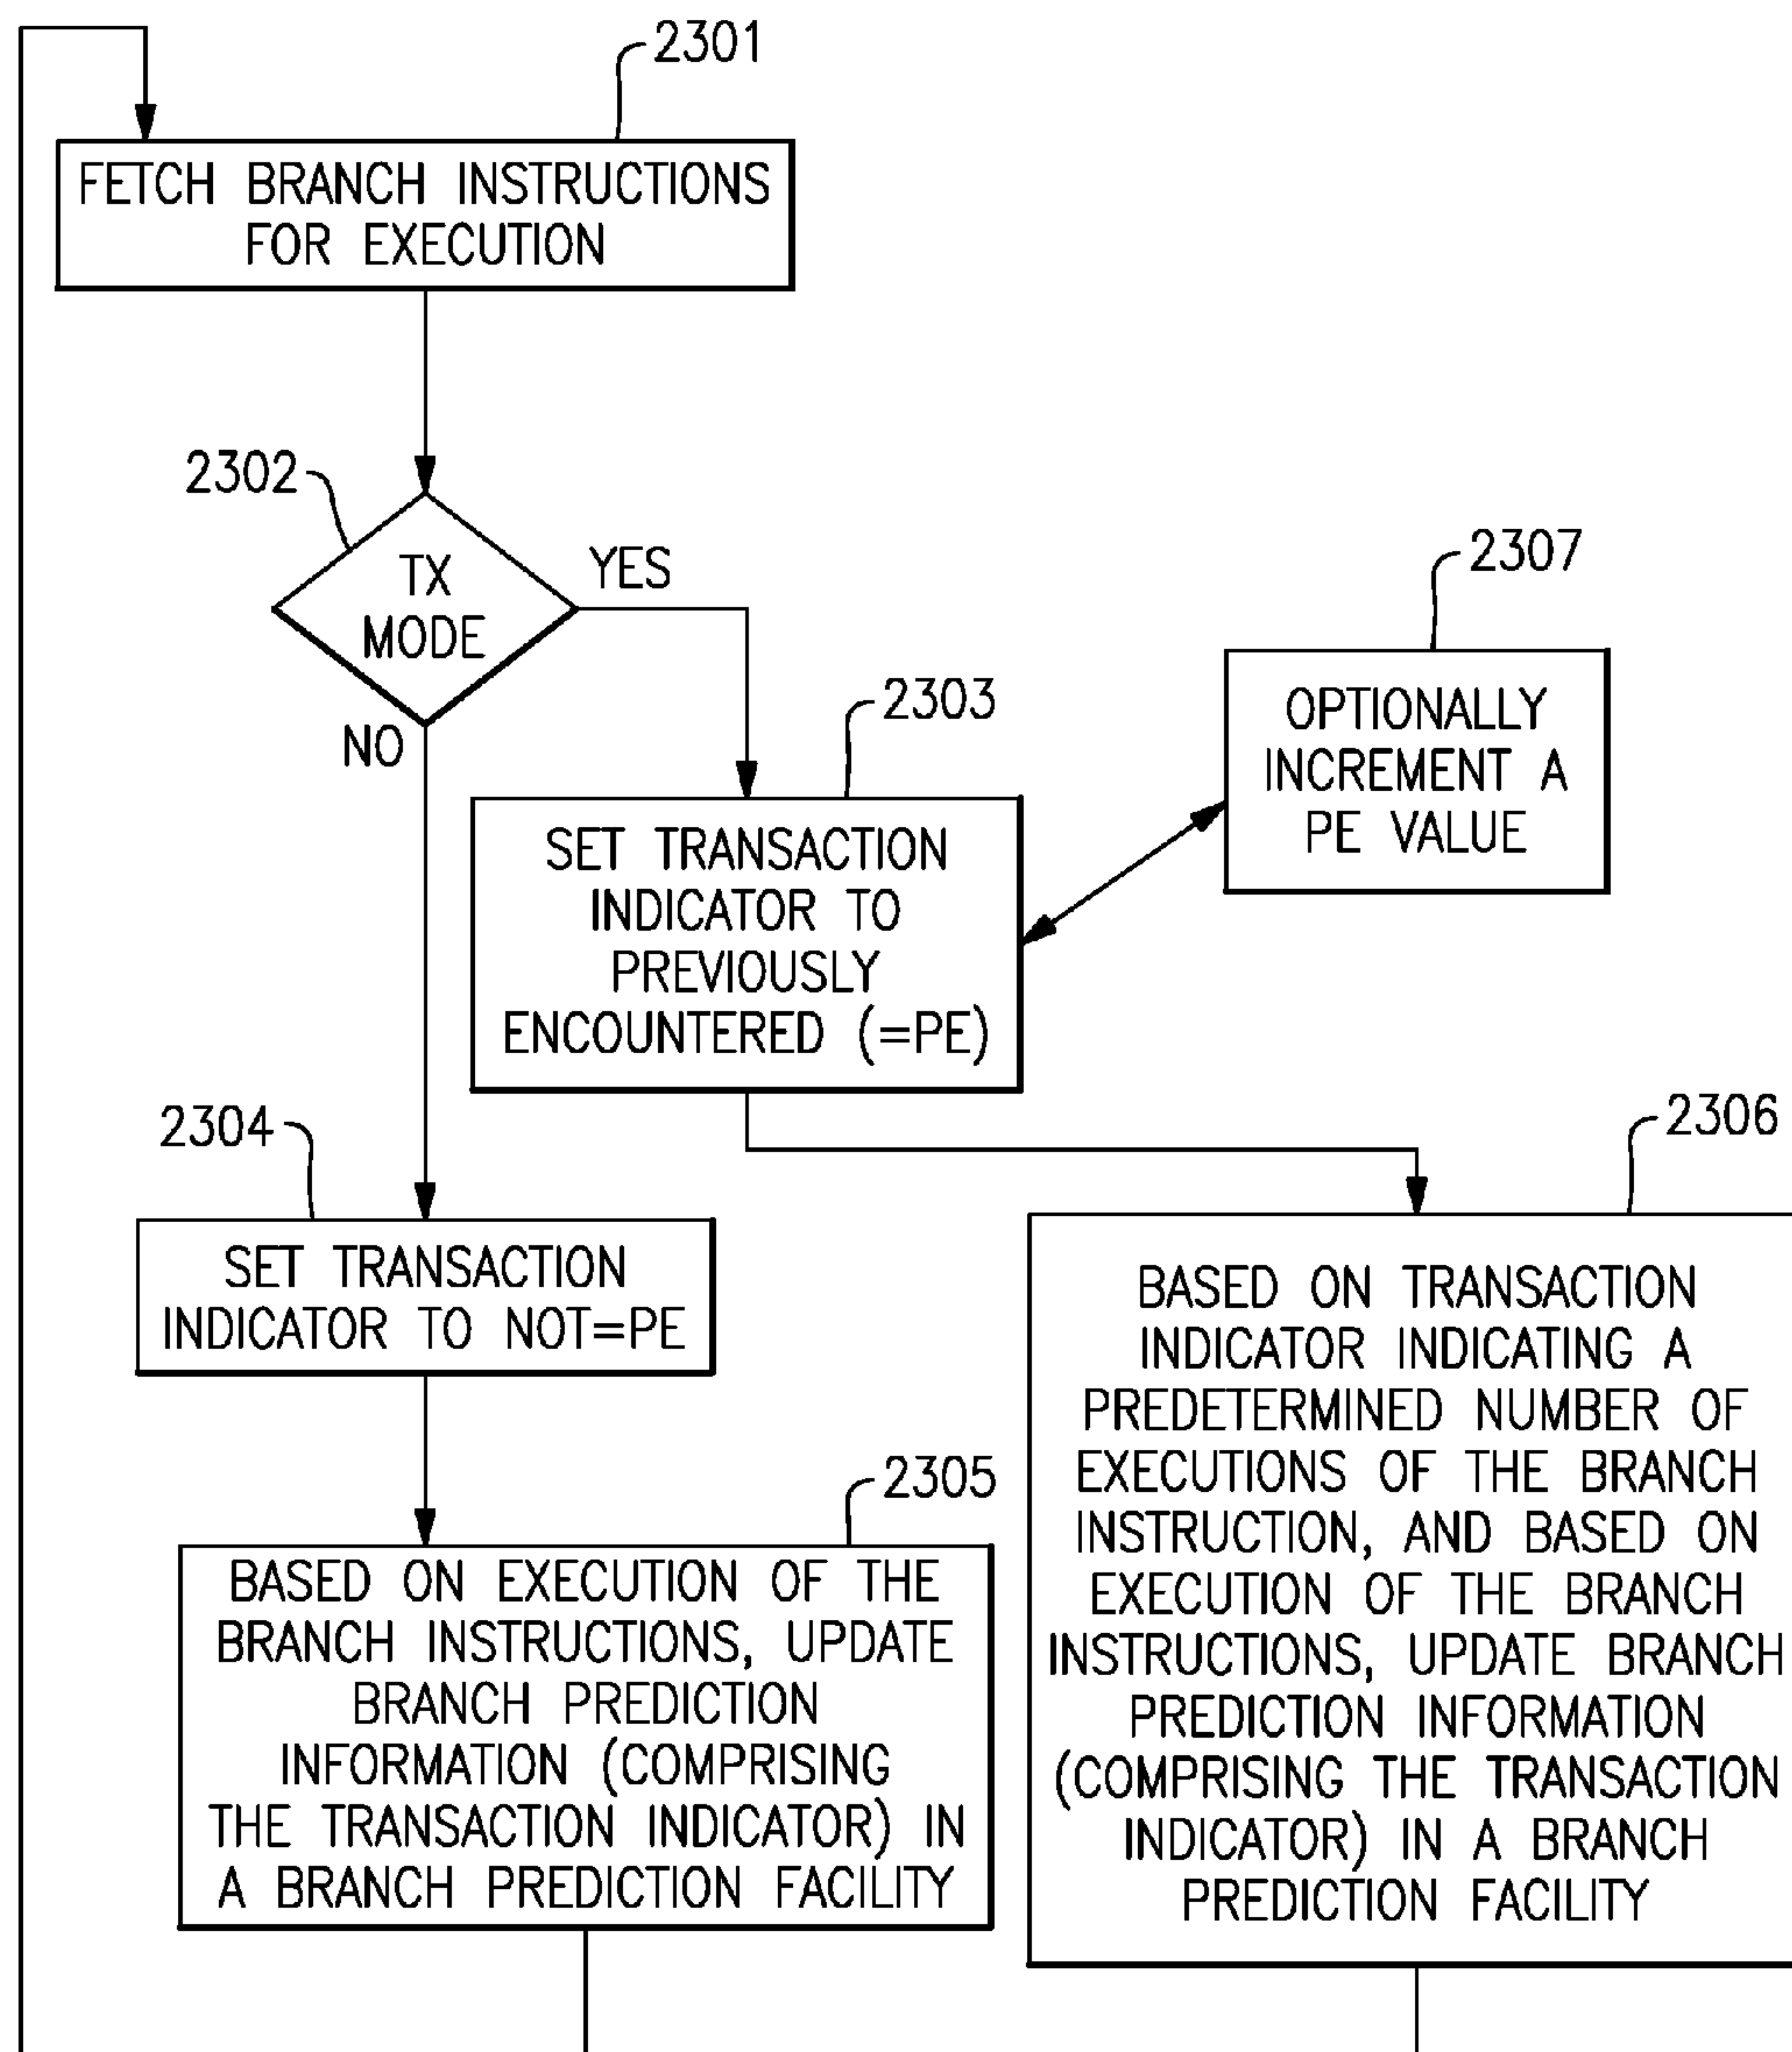 2301
FETCH BRANCH INSTRUCTIONS
FOR EXECUTION
2302
TX
MODE
YES
NO
2307
OPTIONALLY
INCREMENT A
PE VALUE
2303
SET TRANSACTION
INDICATOR TO
PREVIOUSLY
ENCOUNTERED (=PE)
2304
SET TRANSACTION
INDICATOR TO NOT=PE
2306
BASED ON TRANSACTION
INDICATOR INDICATING A
PREDETERMINED NUMBER OF
EXECUTIONS OF THE BRANCH
INSTRUCTION, AND BASED ON
EXECUTION OF THE BRANCH
INSTRUCTIONS, UPDATE BRANCH
PREDICTION INFORMATION
(COMPRISING THE TRANSACTION
INDICATOR) IN A BRANCH
PREDICTION FACILITY
2305
BASED ON EXECUTION OF THE
BRANCH INSTRUCTIONS, UPDATE
BRANCH PREDICTION
INFORMATION (COMPRISING
THE TRANSACTION INDICATOR) IN
A BRANCH PREDICTION FACILITY